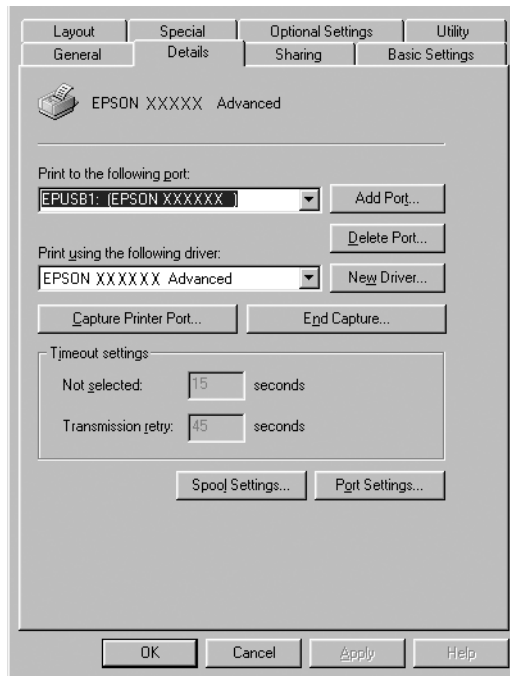 Layout Special Optional Settings Utility
General Details Sharing Basic Settings
EPSON XXXXX Advanced
Print to the following port:
EPUSB1: (EPSON XXXXXX ) Add Port...
Delete Port...
Print using the following driver:
EPSON XXXXXX Advanced New Driver...
Capture Printer Port... End Capture...
Timeout settings
Not selected: 15 seconds
Transmission retry: 45 seconds
Spool Settings... Port Settings...
OK Cancel Apply Help